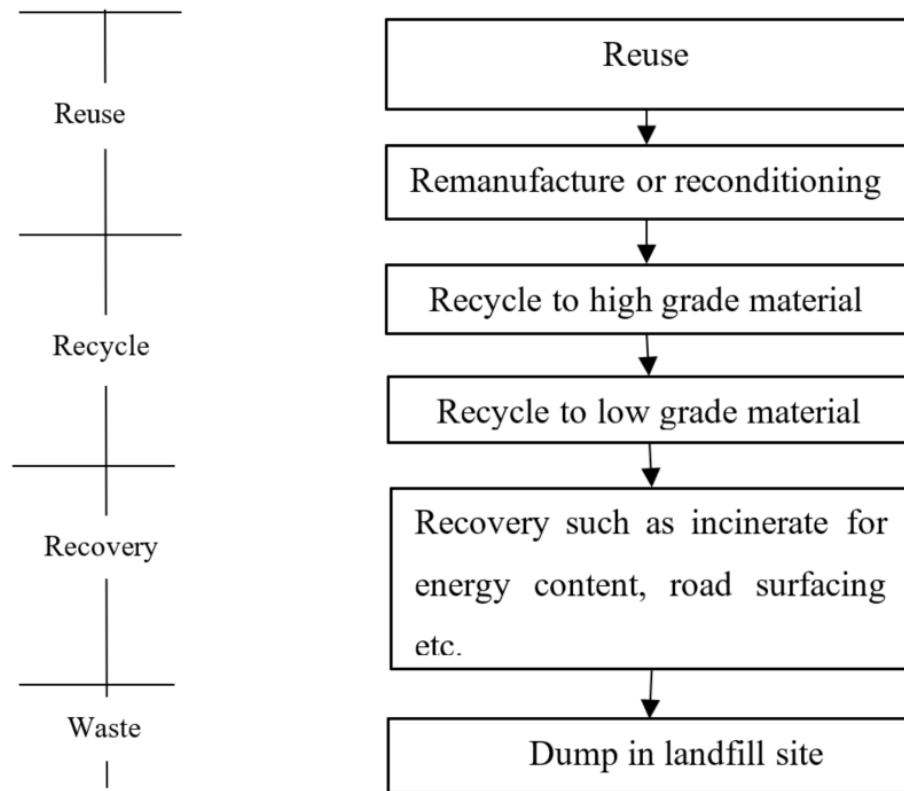 Reuse
Reuse
Remanufacture or reconditioning
Recycle to high grade material
Recycle
Recycle to low grade material
Recovery such as incinerate for
Recovery
energy content, road surfacing
etc.
Waste
Dump in landfill site